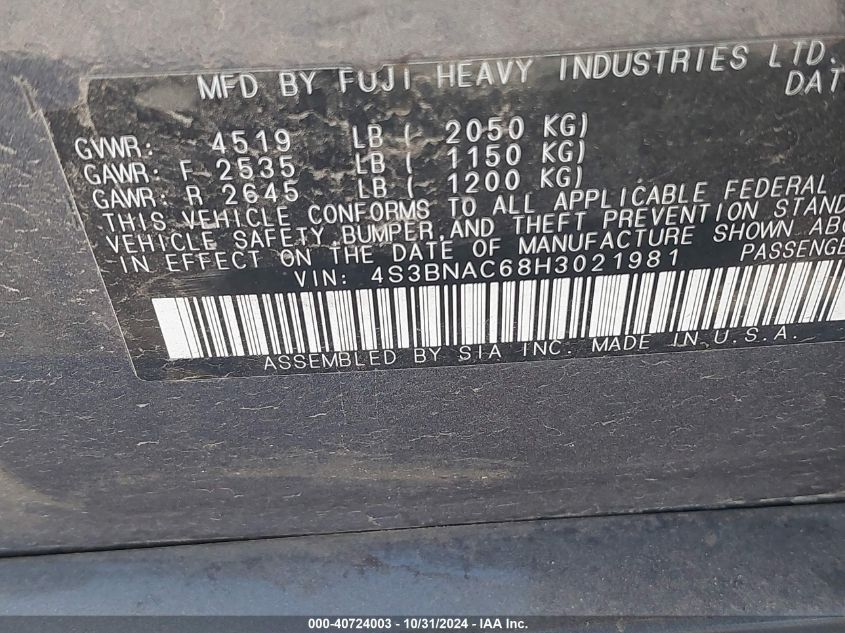 MFD BY FUJI HEAVY INDUSTRIES LTD.
DAT
GVWR: 4519 LB ( 2050 KG)
GAWR: F 2535 LB ( 1150 KG)
GAWR: R 2645 LB ( 1200 KG)
THIS VEHICLE CONFORMS TO ALL APPLICABLE FEDERAL
VEHICLE SAFETY,BUMPER,AND THEFT PREVENTION STAND
IN EFFECT ON THE DATE OF MANUFACTURE SHOWN ABO
VIN: 4S3BNAC68H3021981 PASSENGE
ASSEMBLED BY SIA INC. MADE IN U.S.A.
000-40724003 - 10/31/2024 - IAA Inc.